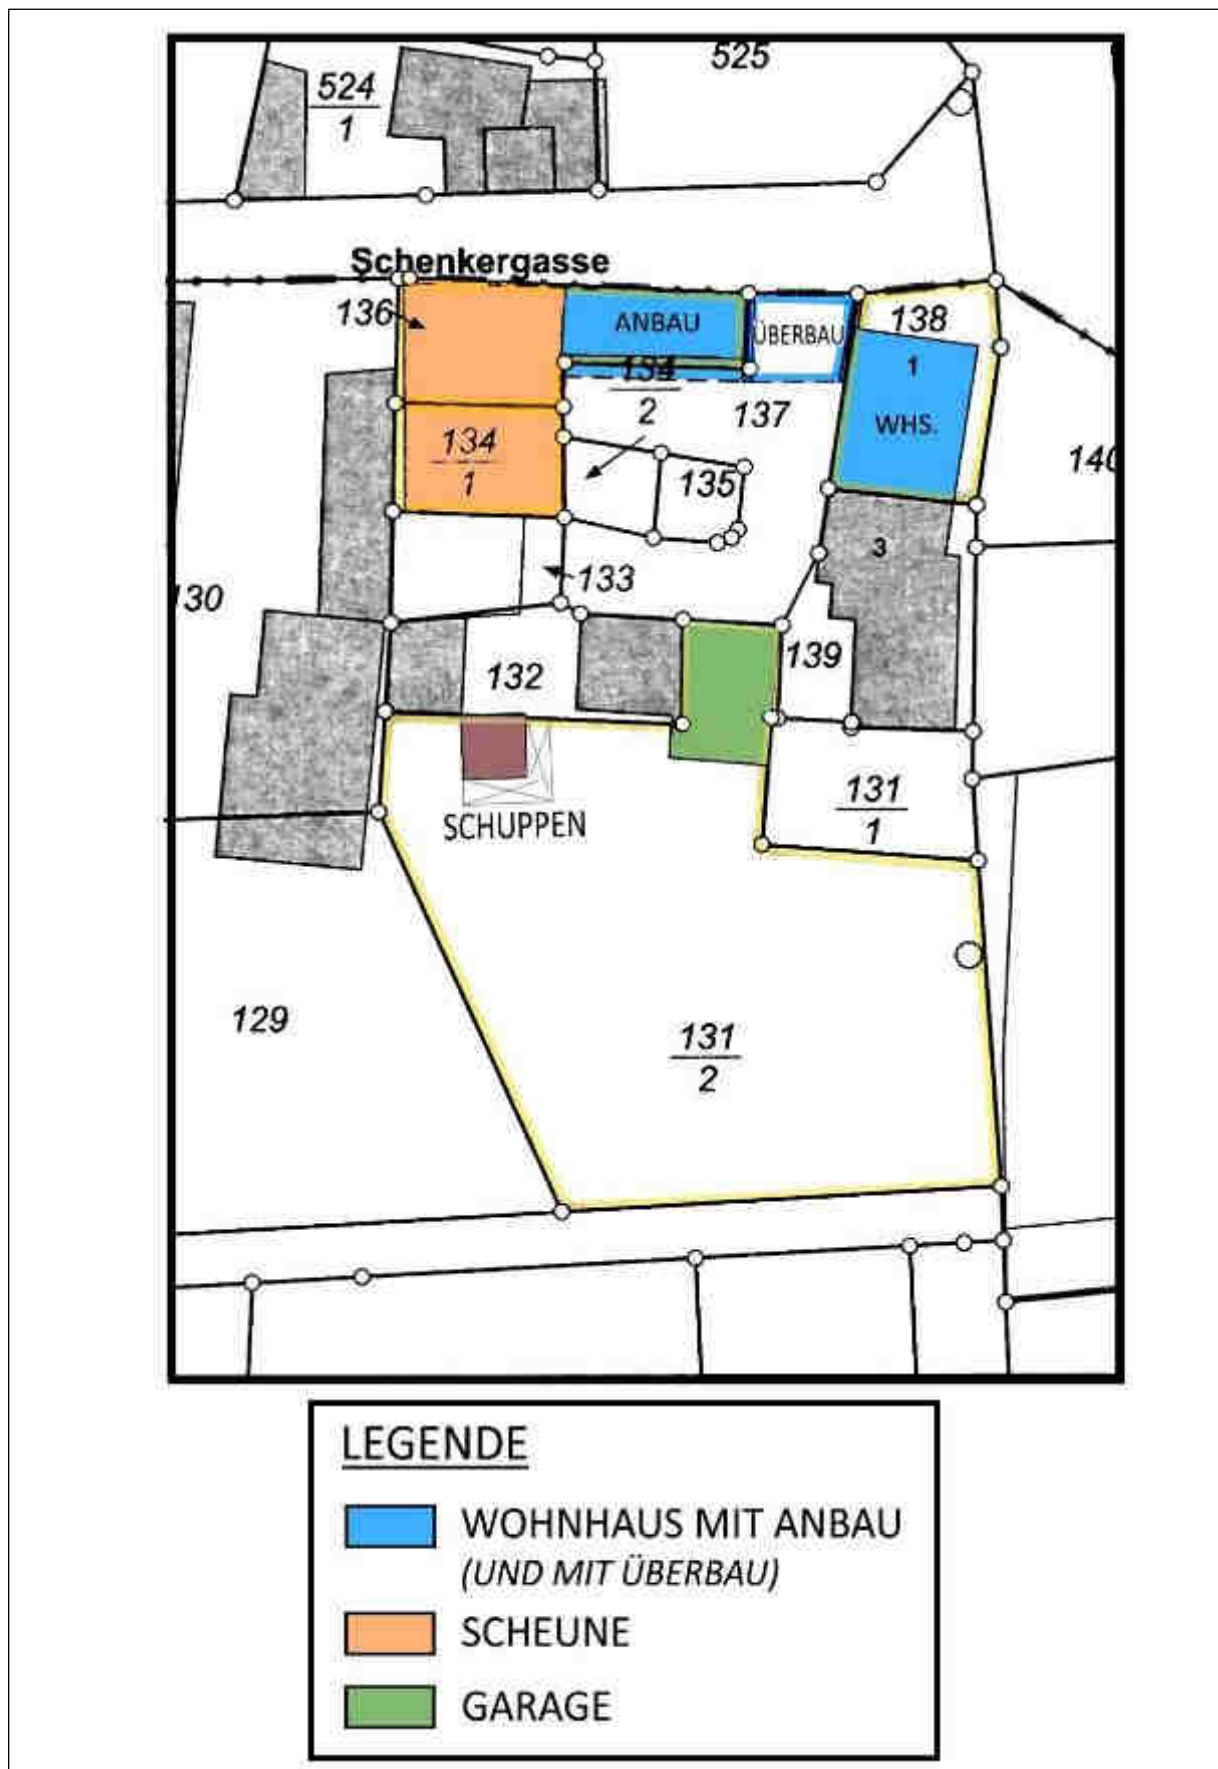 525
524
1
Schenkergasse
136
ANBAU
ÜBERBAU
138
1
134
2
137
WHS.
134
1
135
140
3
133
130
139
132
131
1
SCHUPPEN
129
131
2
LEGENDE
WOHNHAUS MIT ANBAU
(UND MIT ÜBERBAU)
SCHEUNE
GARAGE